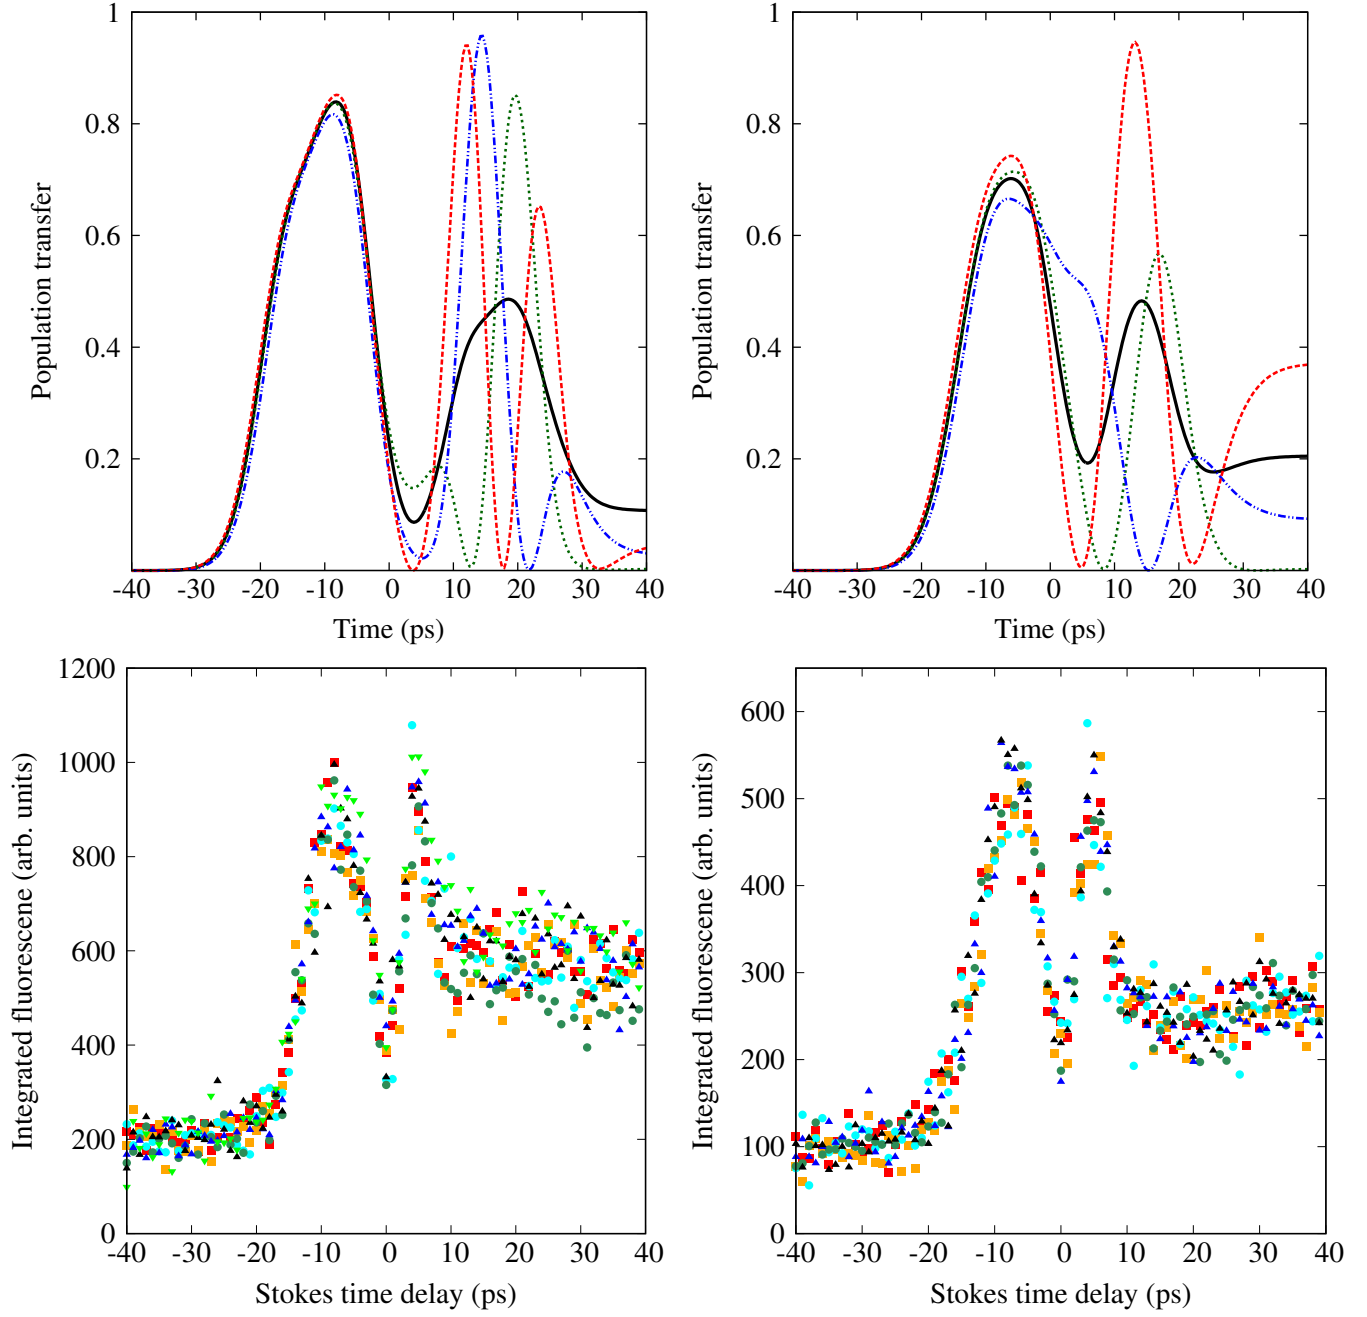 1
0.8
0.6
0.4
0.2
-40 -30 -20 -10 0 10 20 30 40
Population transfer
Time (ps)
1
0.8
0.6
0.4
0.2
-40 -30 -20 -10 0 10 20 30 40
Population transfer
Time (ps)
1200
1000
800
600
400
200
0
-40 -30 -20 -10 0 10 20 30 40
Integrated fluorescene (arb. units)
Stokes time delay (ps)
600
500
400
300
200
100
0
-40 -30 -20 -10 0 10 20 30 40
Integrated fluorescene (arb. units)
Stokes time delay (ps)